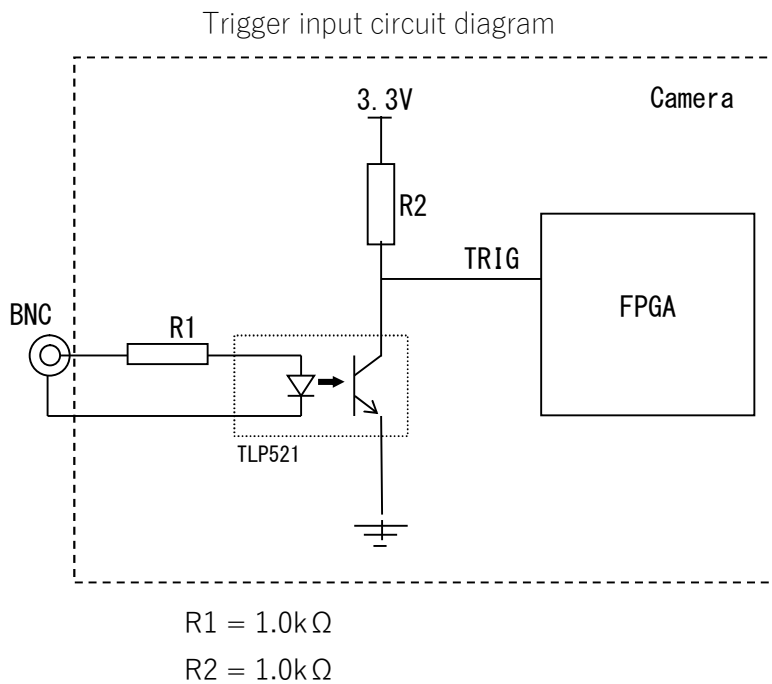 Trigger input circuit diagram
3.3V
Camera
R2
TRIG
FPGA
BNC
R1
TLP521
R1 = 1.0kΩ
R2 = 1.0kΩ